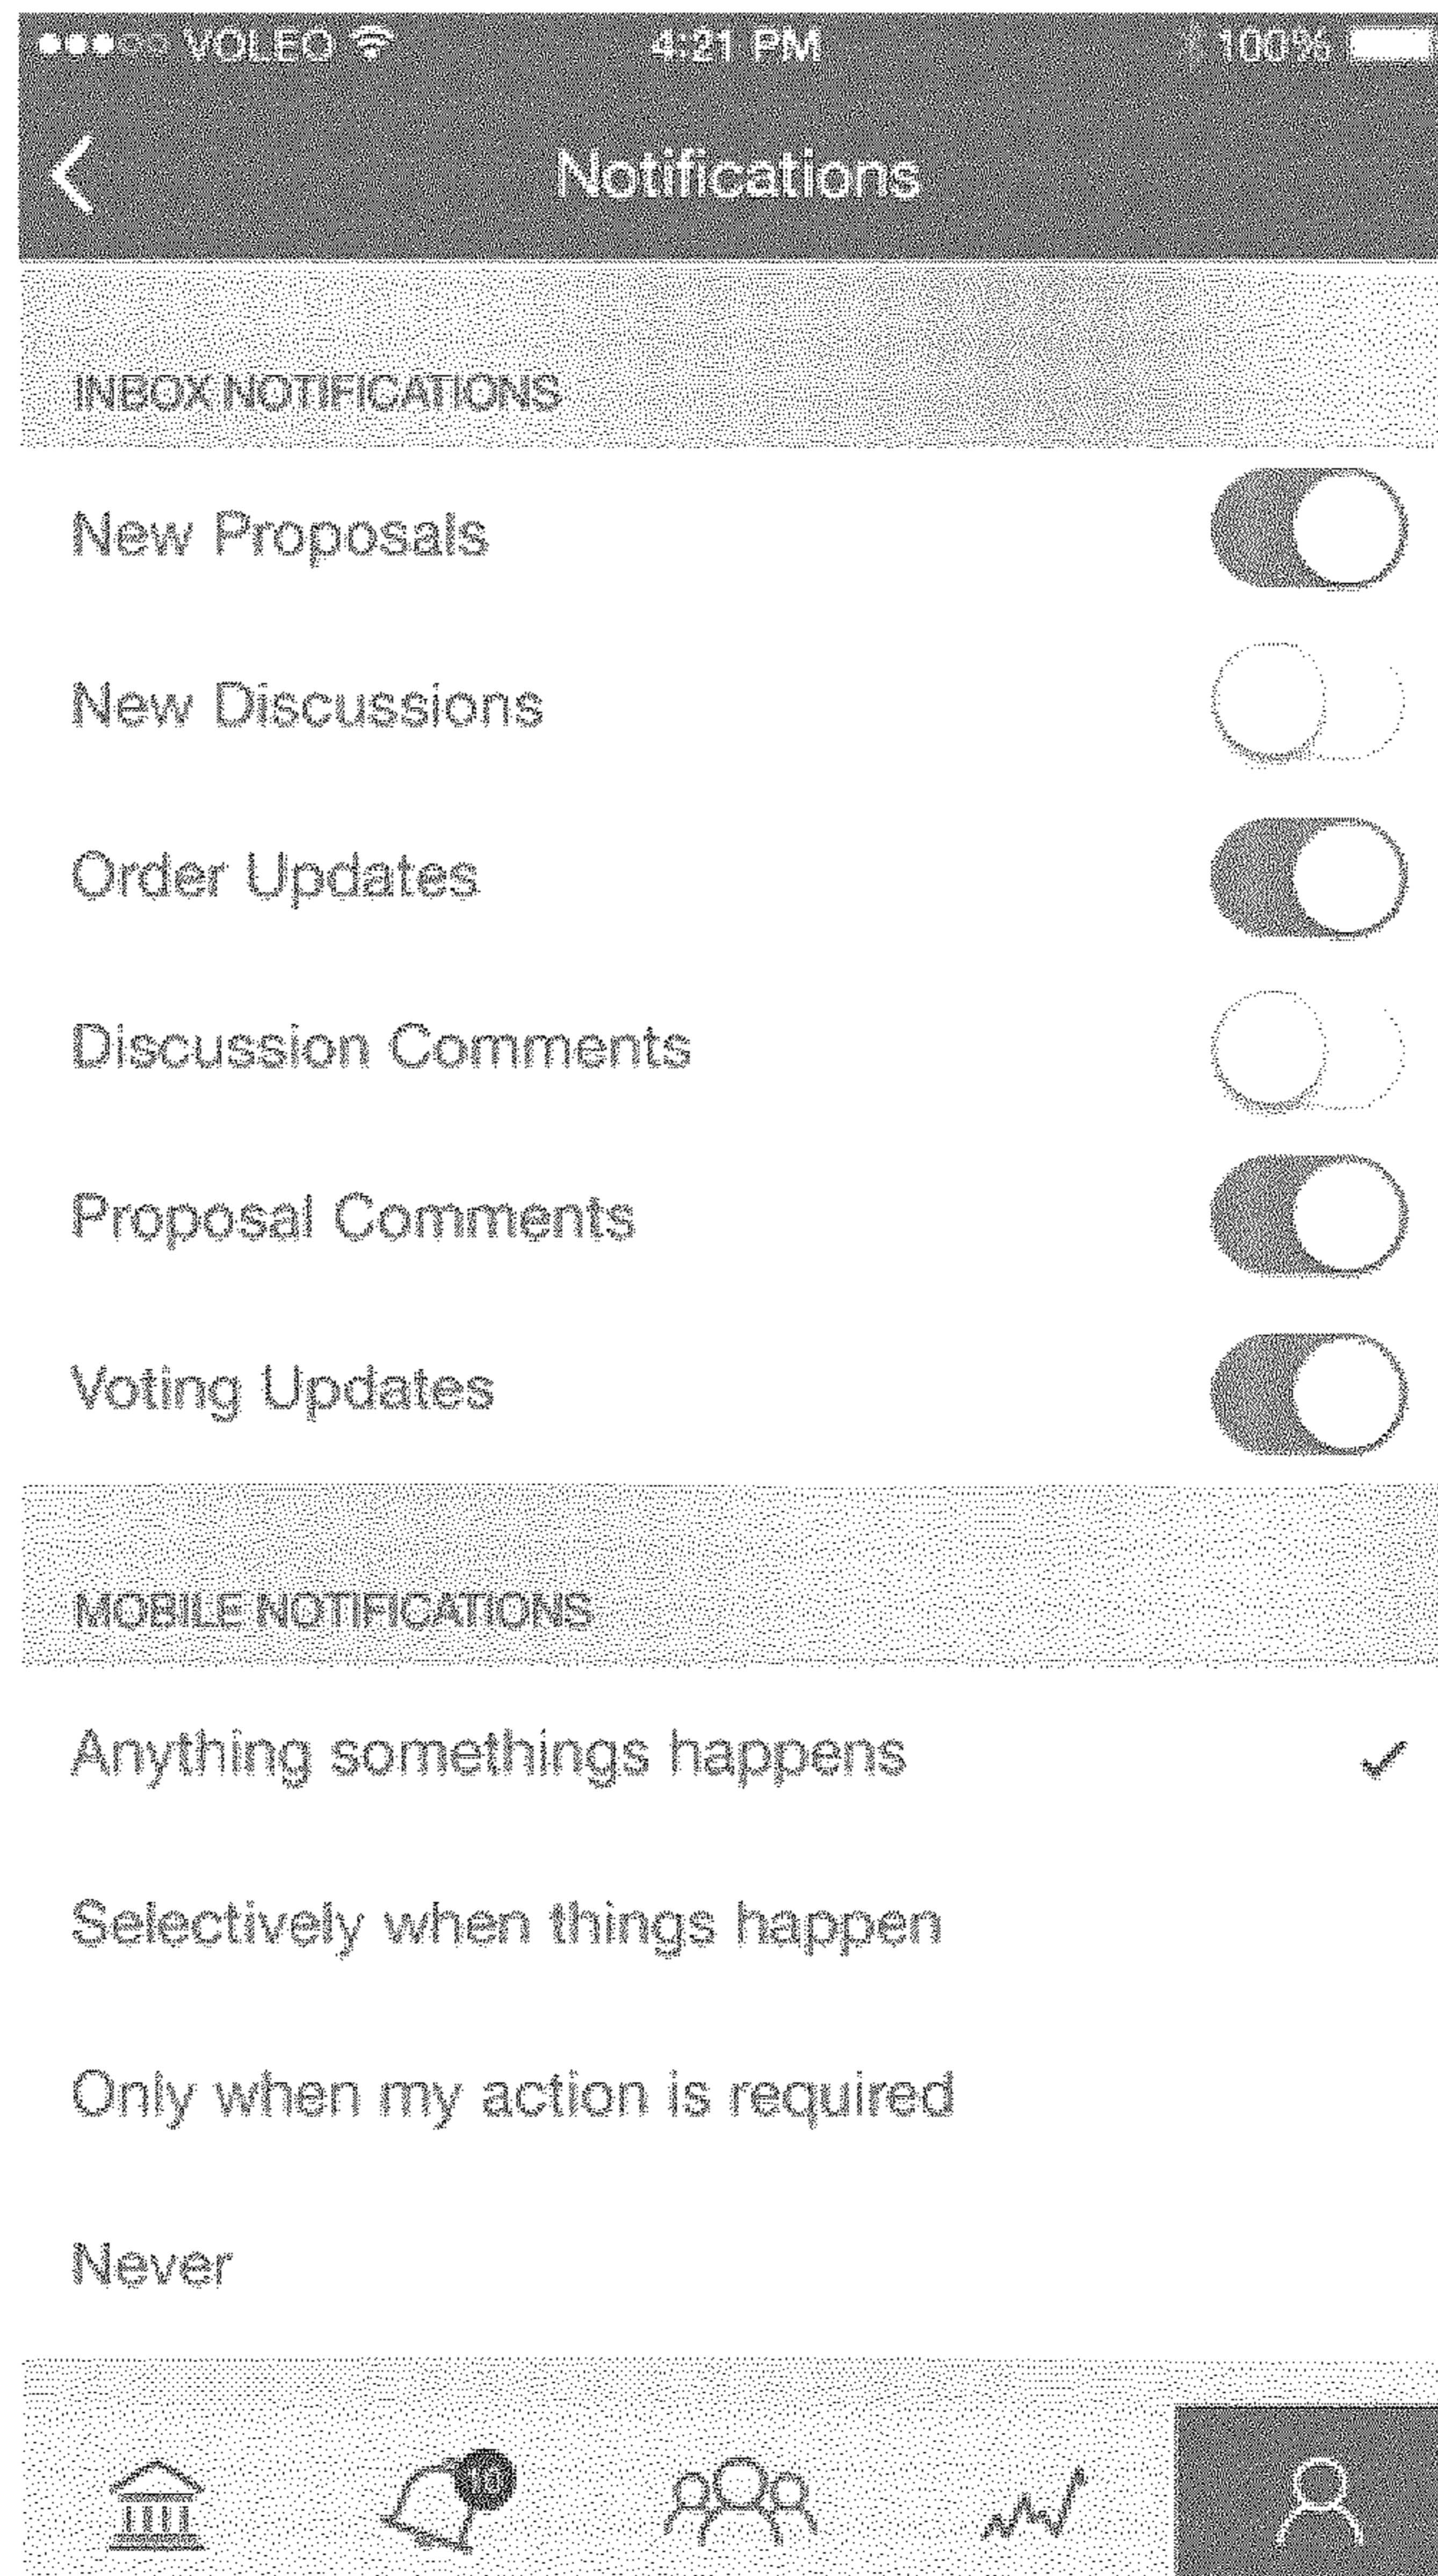 VOLEO 4:21 PM 100%
Notifications
INBOX NOTIFICATIONS
New Proposals
New Discussions
Order Updates
Discussion Comments
Proposal Comments
Voting Updates
MOBILE NOTIFICATIONS
Anything somethings happens
Selectively when things happen
Only when my action is required
Never